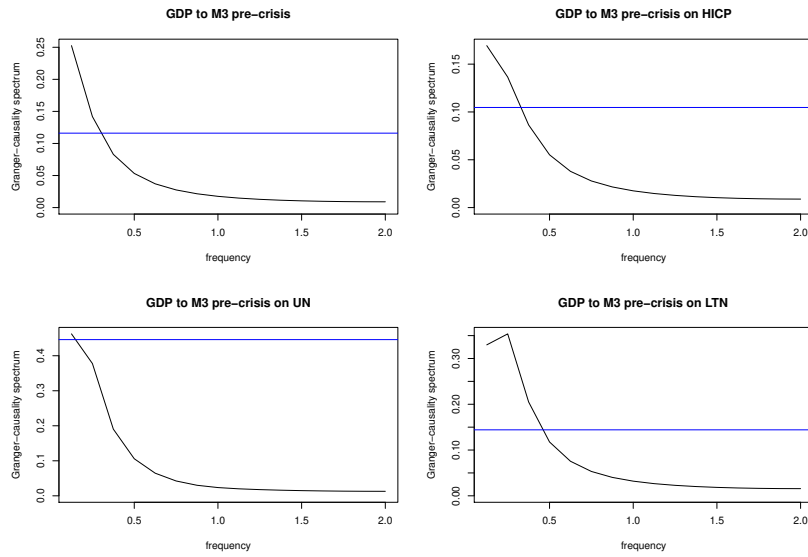 GDP to M3 pre−crisis
Granger−causality spectrum
0.00 0.05 0.10 0.15 0.20 0.25
0.5 1.0 1.5 2.0
frequency
GDP to M3 pre−crisis on HICP
Granger−causality spectrum
0.00 0.05 0.10 0.15
0.5 1.0 1.5 2.0
frequency
GDP to M3 pre−crisis on UN
Granger−causality spectrum
0.0 0.1 0.2 0.3 0.4
0.5 1.0 1.5 2.0
frequency
GDP to M3 pre−crisis on LTN
Granger−causality spectrum
0.00 0.10 0.20 0.30
0.5 1.0 1.5 2.0
frequency